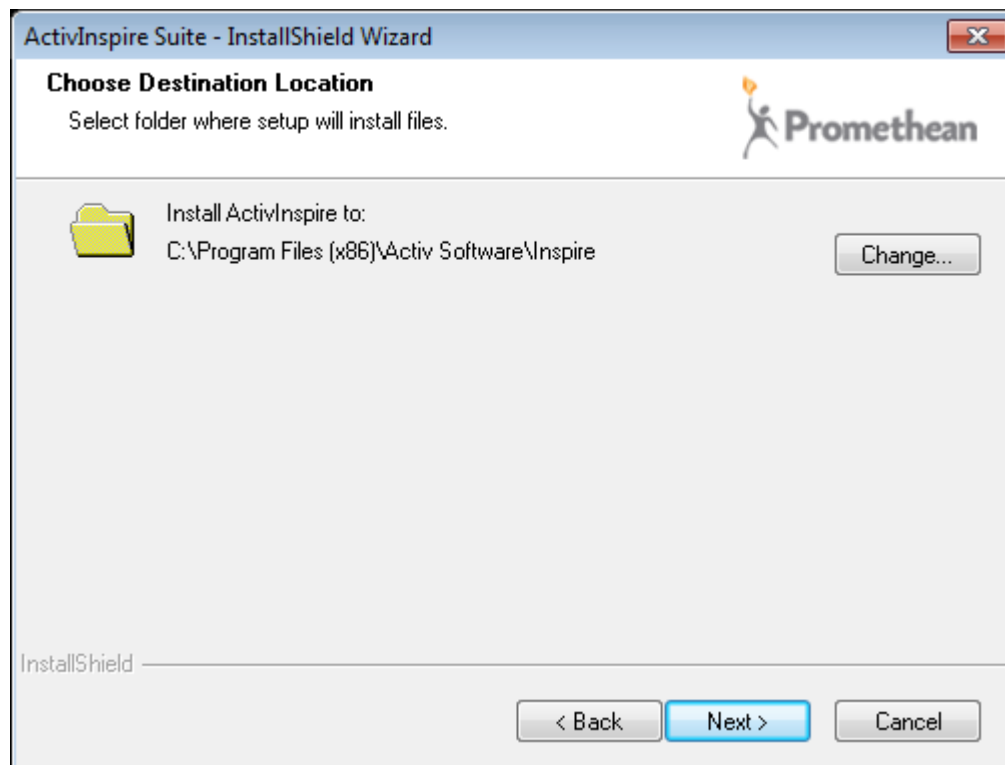 ActivInspire Suite - InstallShield Wizard
Choose Destination Location
Select folder where setup will install files.
Promethean
Install ActivInspire to:
C:\Program Files (x86)\Activ Software\Inspire
Change...
InstallShield
< Back
Next >
Cancel